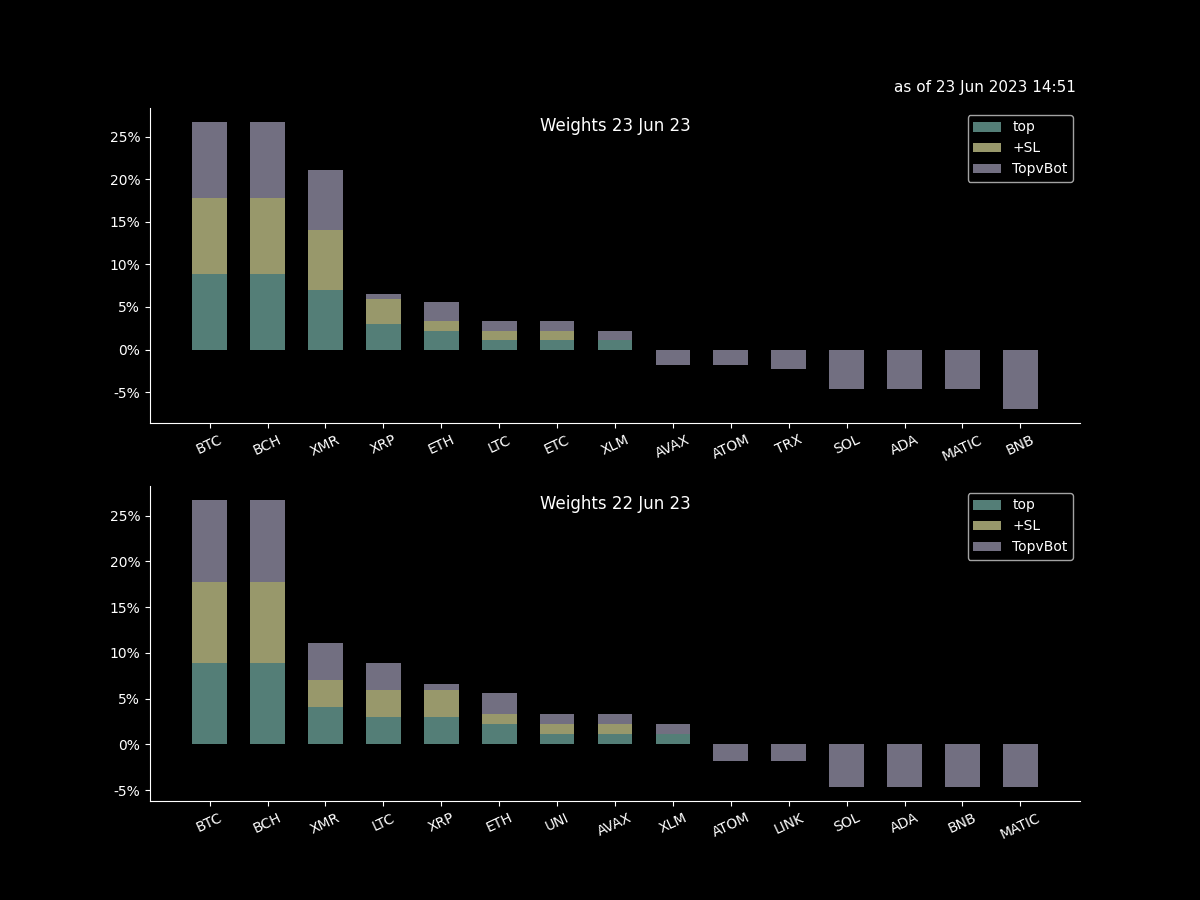 as of 23 Jun 2023 14:51
Weights 23 Jun 23
top
+SL
TopvBot
25%
20%
15%
10%
5%
0%
-5%
BTC BCH XMR XRP ETH LTC ETC XLM AVAX ATOM TRX SOL ADA MATIC BNB
Weights 22 Jun 23
top
+SL
TopvBot
25%
20%
15%
10%
5%
0%
-5%
BTC BCH XMR LTC XRP ETH UNI AVAX XLM ATOM LINK SOL ADA BNB MATIC